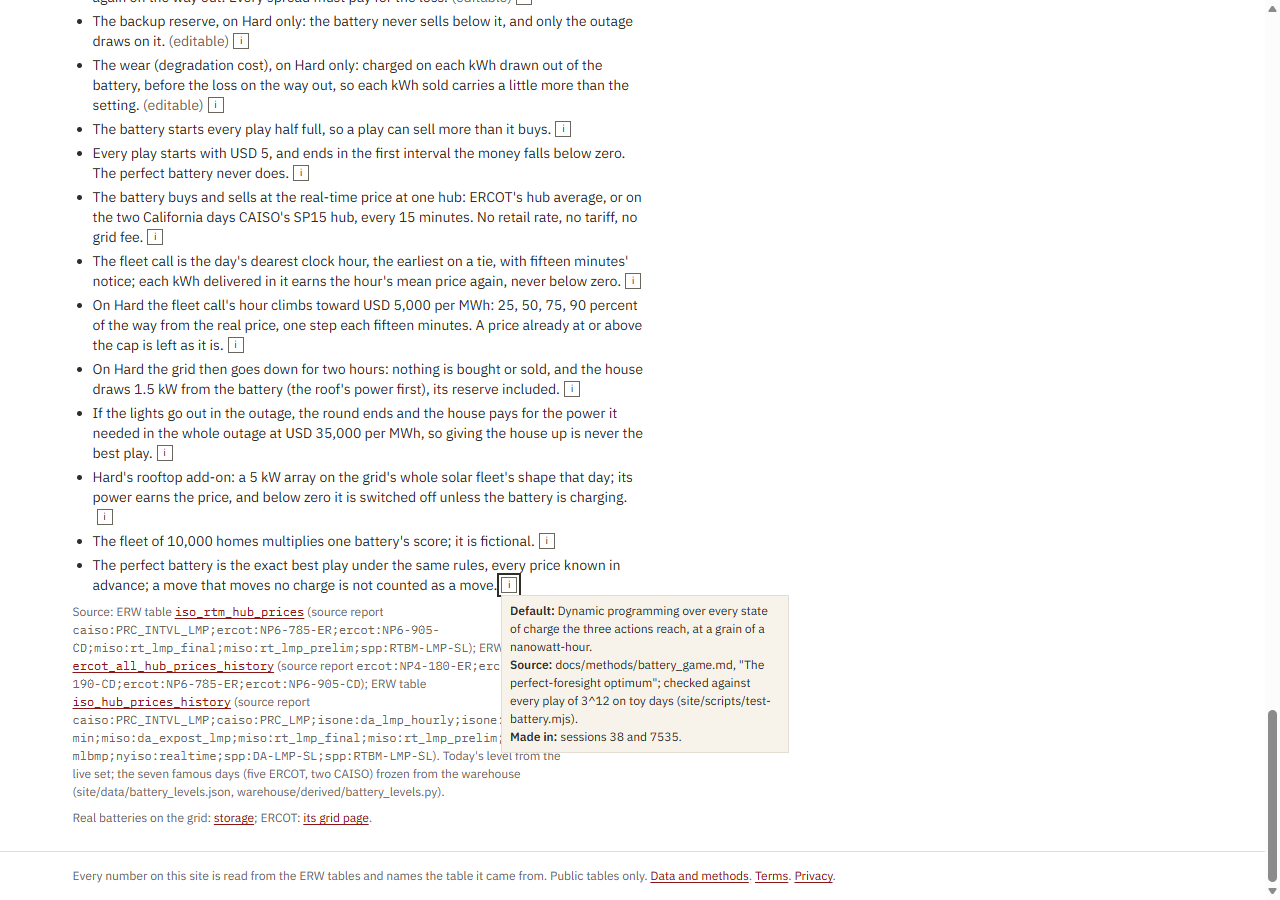 The backup reserve, on Hard only: the battery never sells below it, and only the outage
draws on it. (editable) i
The wear (degradation cost), on Hard only: charged on each kWh drawn out of the
battery, before the loss on the way out, so each kWh sold carries a little more than the
setting. (editable) i
The battery starts every play half full, so a play can sell more than it buys. i
Every play starts with USD 5, and ends in the first interval the money falls below zero.
The perfect battery never does. i
The battery buys and sells at the real-time price at one hub: ERCOT's hub average, or on
the two California days CAISO's SP15 hub, every 15 minutes. No retail rate, no tariff, no
grid fee. i
The fleet call is the day's dearest clock hour, the earliest on a tie, with fifteen minutes'
notice; each kWh delivered in it earns the hour's mean price again, never below zero. i
On Hard the fleet call's hour climbs toward USD 5,000 per MWh: 25, 50, 75, 90 percent
of the way from the real price, one step each fifteen minutes. A price already at or above
the cap is left as it is. i
On Hard the grid then goes down for two hours: nothing is bought or sold, and the house
draws 1.5 kW from the battery (the roof's power first), its reserve included. i
If the lights go out in the outage, the round ends and the house pays for the power it
needed in the whole outage at USD 35,000 per MWh, so giving the house up is never the
best play. i
Hard's rooftop add-on: a 5 kW array on the grid's whole solar fleet's shape that day; its
power earns the price, and below zero it is switched off unless the battery is charging.
i
The fleet of 10,000 homes multiplies one battery's score; it is fictional. i
The perfect battery is the exact best play under the same rules, every price known in
advance; a move that moves no charge is not counted as a move. i
Source: ERW table iso_rtm_hub_prices (source report
caiso:PRC_INTVL_LMP;ercot:NP6-785-ER;ercot:NP6-905-
CD;miso:rt_lmp_final;miso:rt_lmp_prelim;spp:RTBM-LMP-SL); ERW
ercot_all_hub_prices_history (source report ercot:NP4-180-ER;erc
190-CD;ercot:NP6-785-ER;ercot:NP6-905-CD); ERW table
iso_hub_prices_history (source report
caiso:PRC_INTVL_LMP;caiso:PRC_LMP;isone:da_lmp_hourly;isone:
min;miso:da_expost_lmp;miso:rt_lmp_final;miso:rt_lmp_prelim;
mlbmp;nyiso:realtime;spp:DA-LMP-SL;spp:RTBM-LMP-SL). Today's level from the
live set; the seven famous days (five ERCOT, two CAISO) frozen from the warehouse
(site/data/battery_levels.json, warehouse/derived/battery_levels.py).
Default: Dynamic programming over every state
of charge the three actions reach, at a grain of a
nanowatt-hour.
Source: docs/methods/battery_game.md, "The
perfect-foresight optimum"; checked against
every play of 3^12 on toy days (site/scripts/test-
battery.mjs).
Made in: sessions 38 and 7535.
Real batteries on the grid: storage; ERCOT: its grid page.
Every number on this site is read from the ERW tables and names the table it came from. Public tables only. Data and methods. Terms. Privacy.